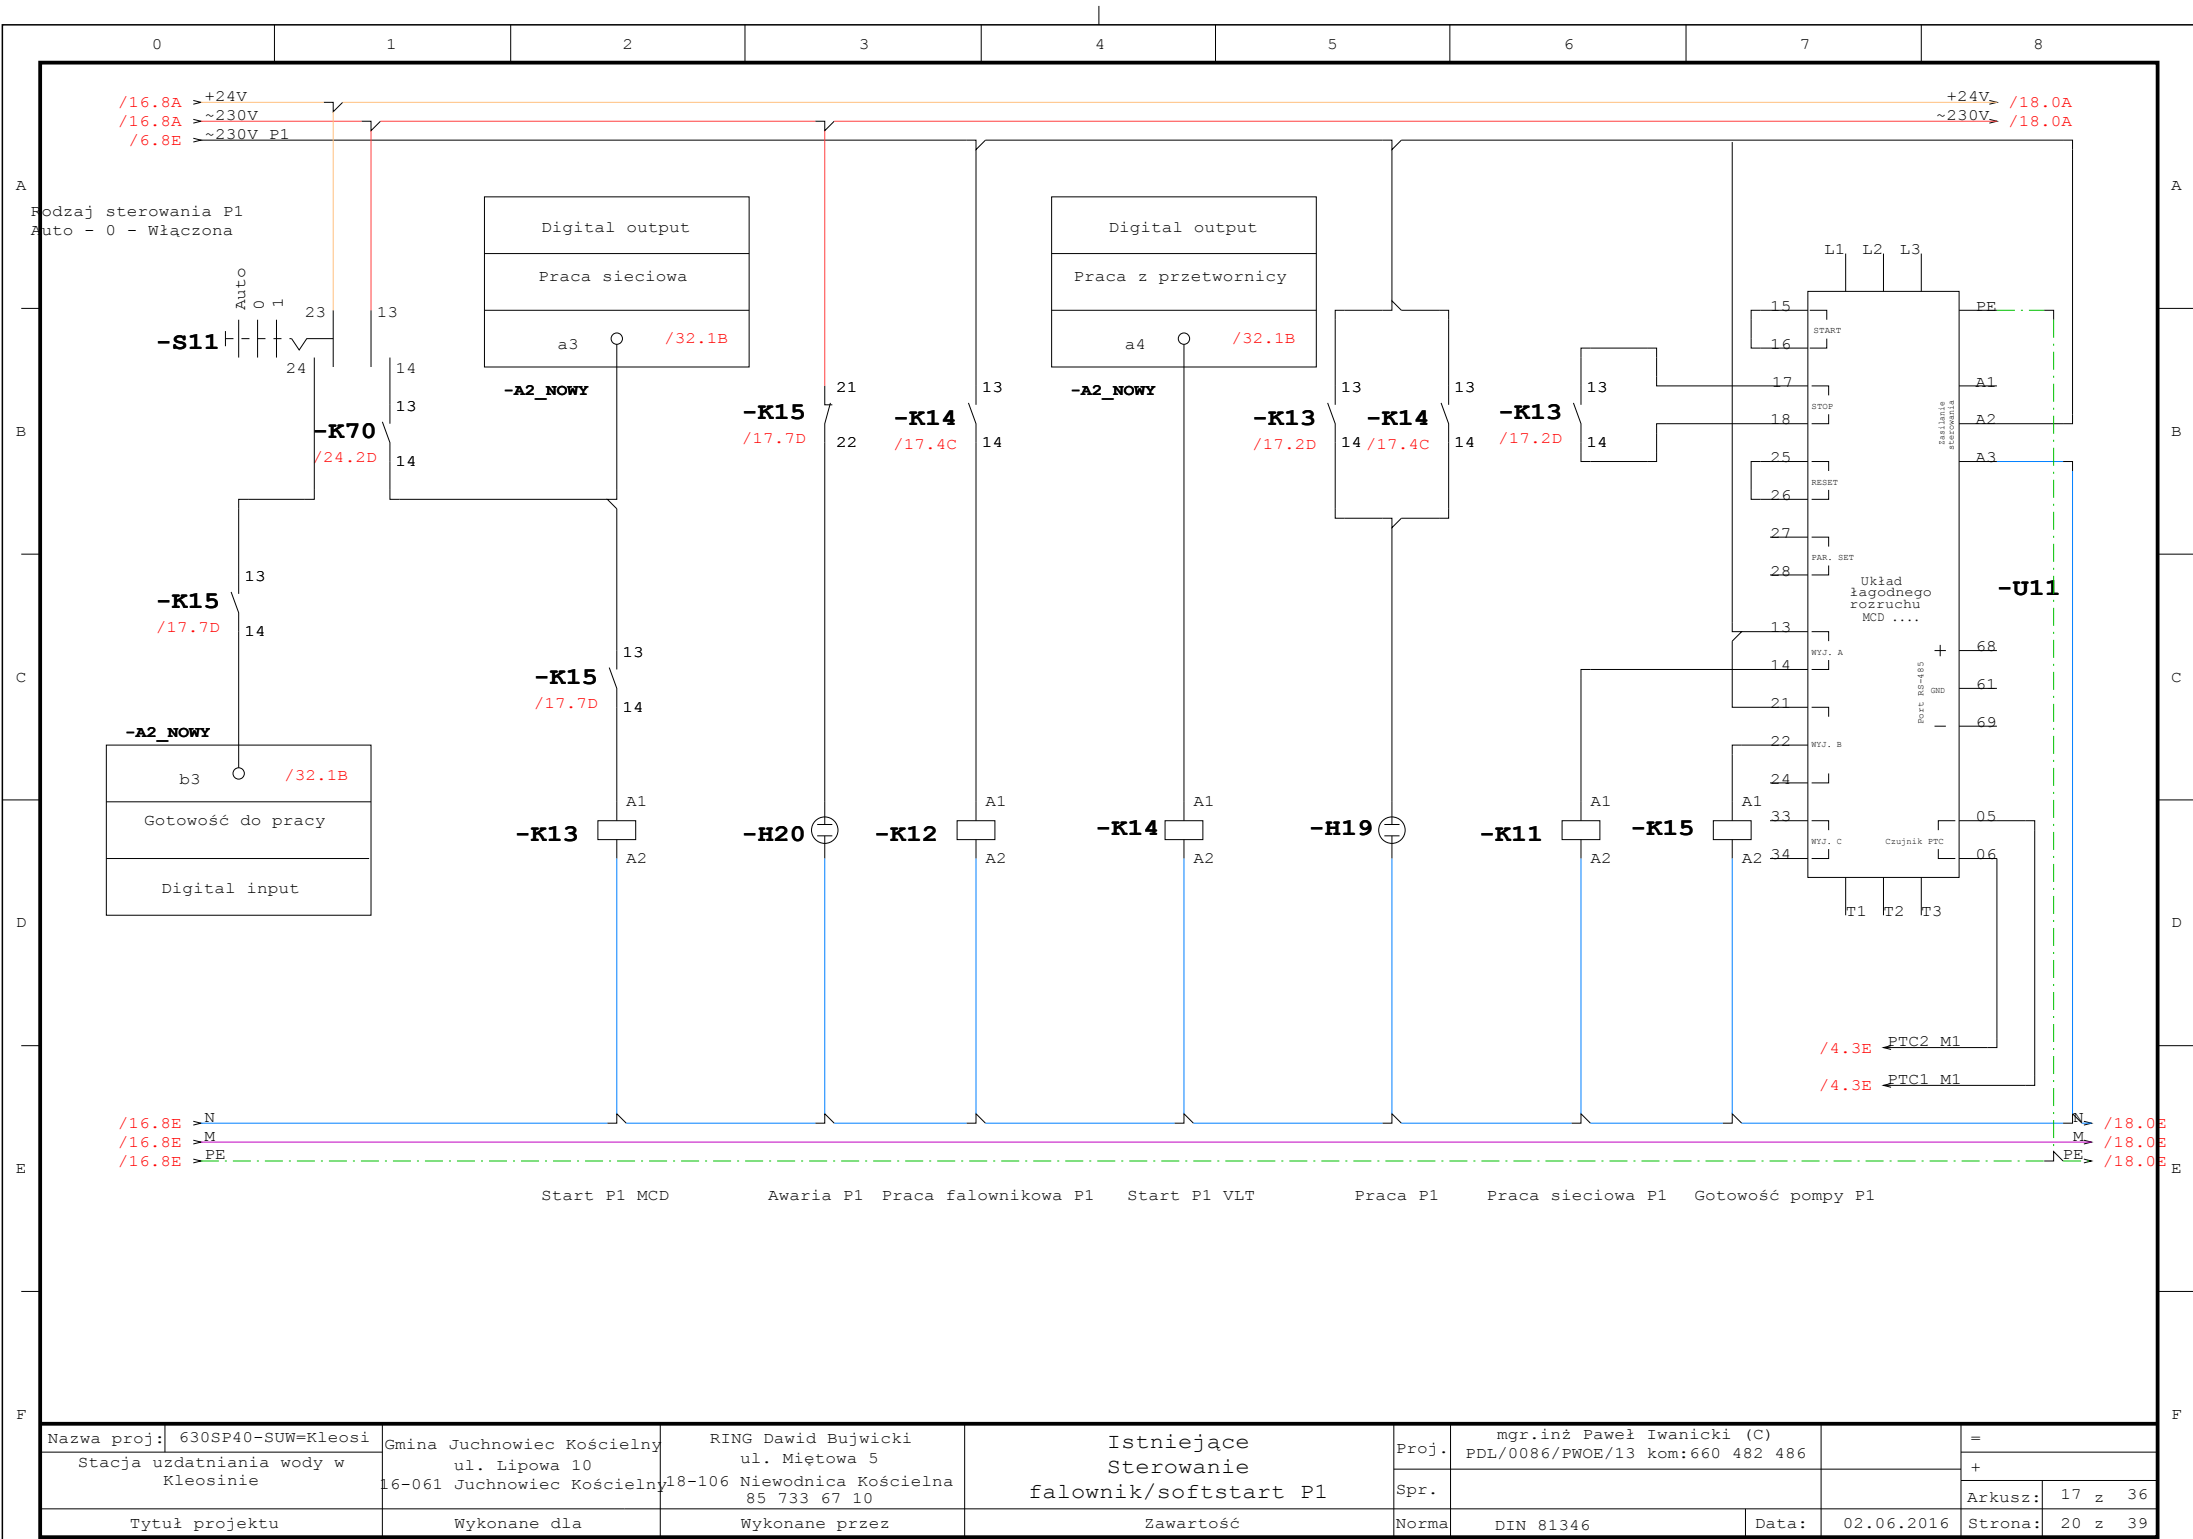 0 1 2 3 4 5 6 7 8
/16.8A +24V +24V /18.0A
/16.8A ~230V ~230V /18.0A
/6.8E ~230V P1
A A
Rodzaj sterowania P1
Auto - 0 - Włączona
Digital output
Praca sieciowa
a3 /32.1B
-A2_NOWY
Digital output
Praca z przetwornicy
a4 /32.1B
-A2_NOWY
Auto
0
1
-S11
23 13
24 14
13
-K70
/24.2D
14
B B
21
-K15
/17.7D 22
13
-K14
/17.4C 14
13
-K13
/17.2D 14
13
-K14
/17.4C 14
13
-K13
/17.2D 14
L1 L2 L3
15
START
16
17
STOP
18
25
RESET
26
27
PAR. SET
28
PE
A1
A2
A3
Zasilanie
sterowania
Układ
łagodnego
rozruchu
MCD ....
-U11
13
WYJ. A
14
21
22
WYJ. B
24
33
WYJ. C
34
Port RS-485
+ 68
GND 61
- 69
05
Czujnik PTC
06
T1 T2 T3
C C
13
-K15
/17.7D
14
13
-K15
/17.7D
14
-A2_NOWY
b3 /32.1B
Gotowość do pracy
Digital input
A1
-K13
A2
-H20
A1
-K12
A2
A1
-K14
A2
-H19
A1
-K11
A2
A1
-K15
A2
D D
/4.3E PTC2 M1
/4.3E PTC1 M1
/16.8E N N /18.0E
/16.8E M M /18.0E
/16.8E PE PE /18.0E
E E
Start P1 MCD Awaria P1 Praca falownikowa P1 Start P1 VLT Praca P1 Praca sieciowa P1 Gotowość pompy P1
F F
Nazwa proj: 630SP40-SUW=Kleosi
Stacja uzdatniania wody w
Kleosinie
Tytuł projektu
Gmina Juchnowiec Kościelny
ul. Lipowa 10
16-061 Juchnowiec Kościelny
Wykonane dla
RING Dawid Bujwicki
ul. Miętowa 5
18-106 Niewodnica Kościelna
85 733 67 10
Wykonane przez
Istniejące
Sterowanie
falownik/softstart P1
Zawartość
Proj. mgr.inż Paweł Iwanicki (C)
PDL/0086/PWOE/13 kom:660 482 486
Spr.
Norma DIN 81346 Data: 02.06.2016
=
+
Arkusz: 17 z 36
Strona: 20 z 39